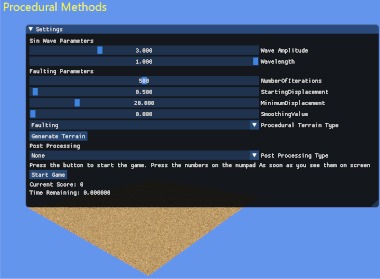 Procedural Methods
Settings
Sin Wave Parameters
3.000 Wave Amplitude
1.000 Wavelength
Faulting Parameters
500 NumberOfIterations
0.500 StartingDisplacement
20.000 MinimumDisplacement
0.000 SmoothingValue
Faulting Procedural Terrain Type
Generate Terrain
Post Processing
None Post Processing Type
Press the button to start the game. Press the numbers on the numpad As soon as you see them on screen
Start Game
Current Score: 0
Time Remaining: 0.000000